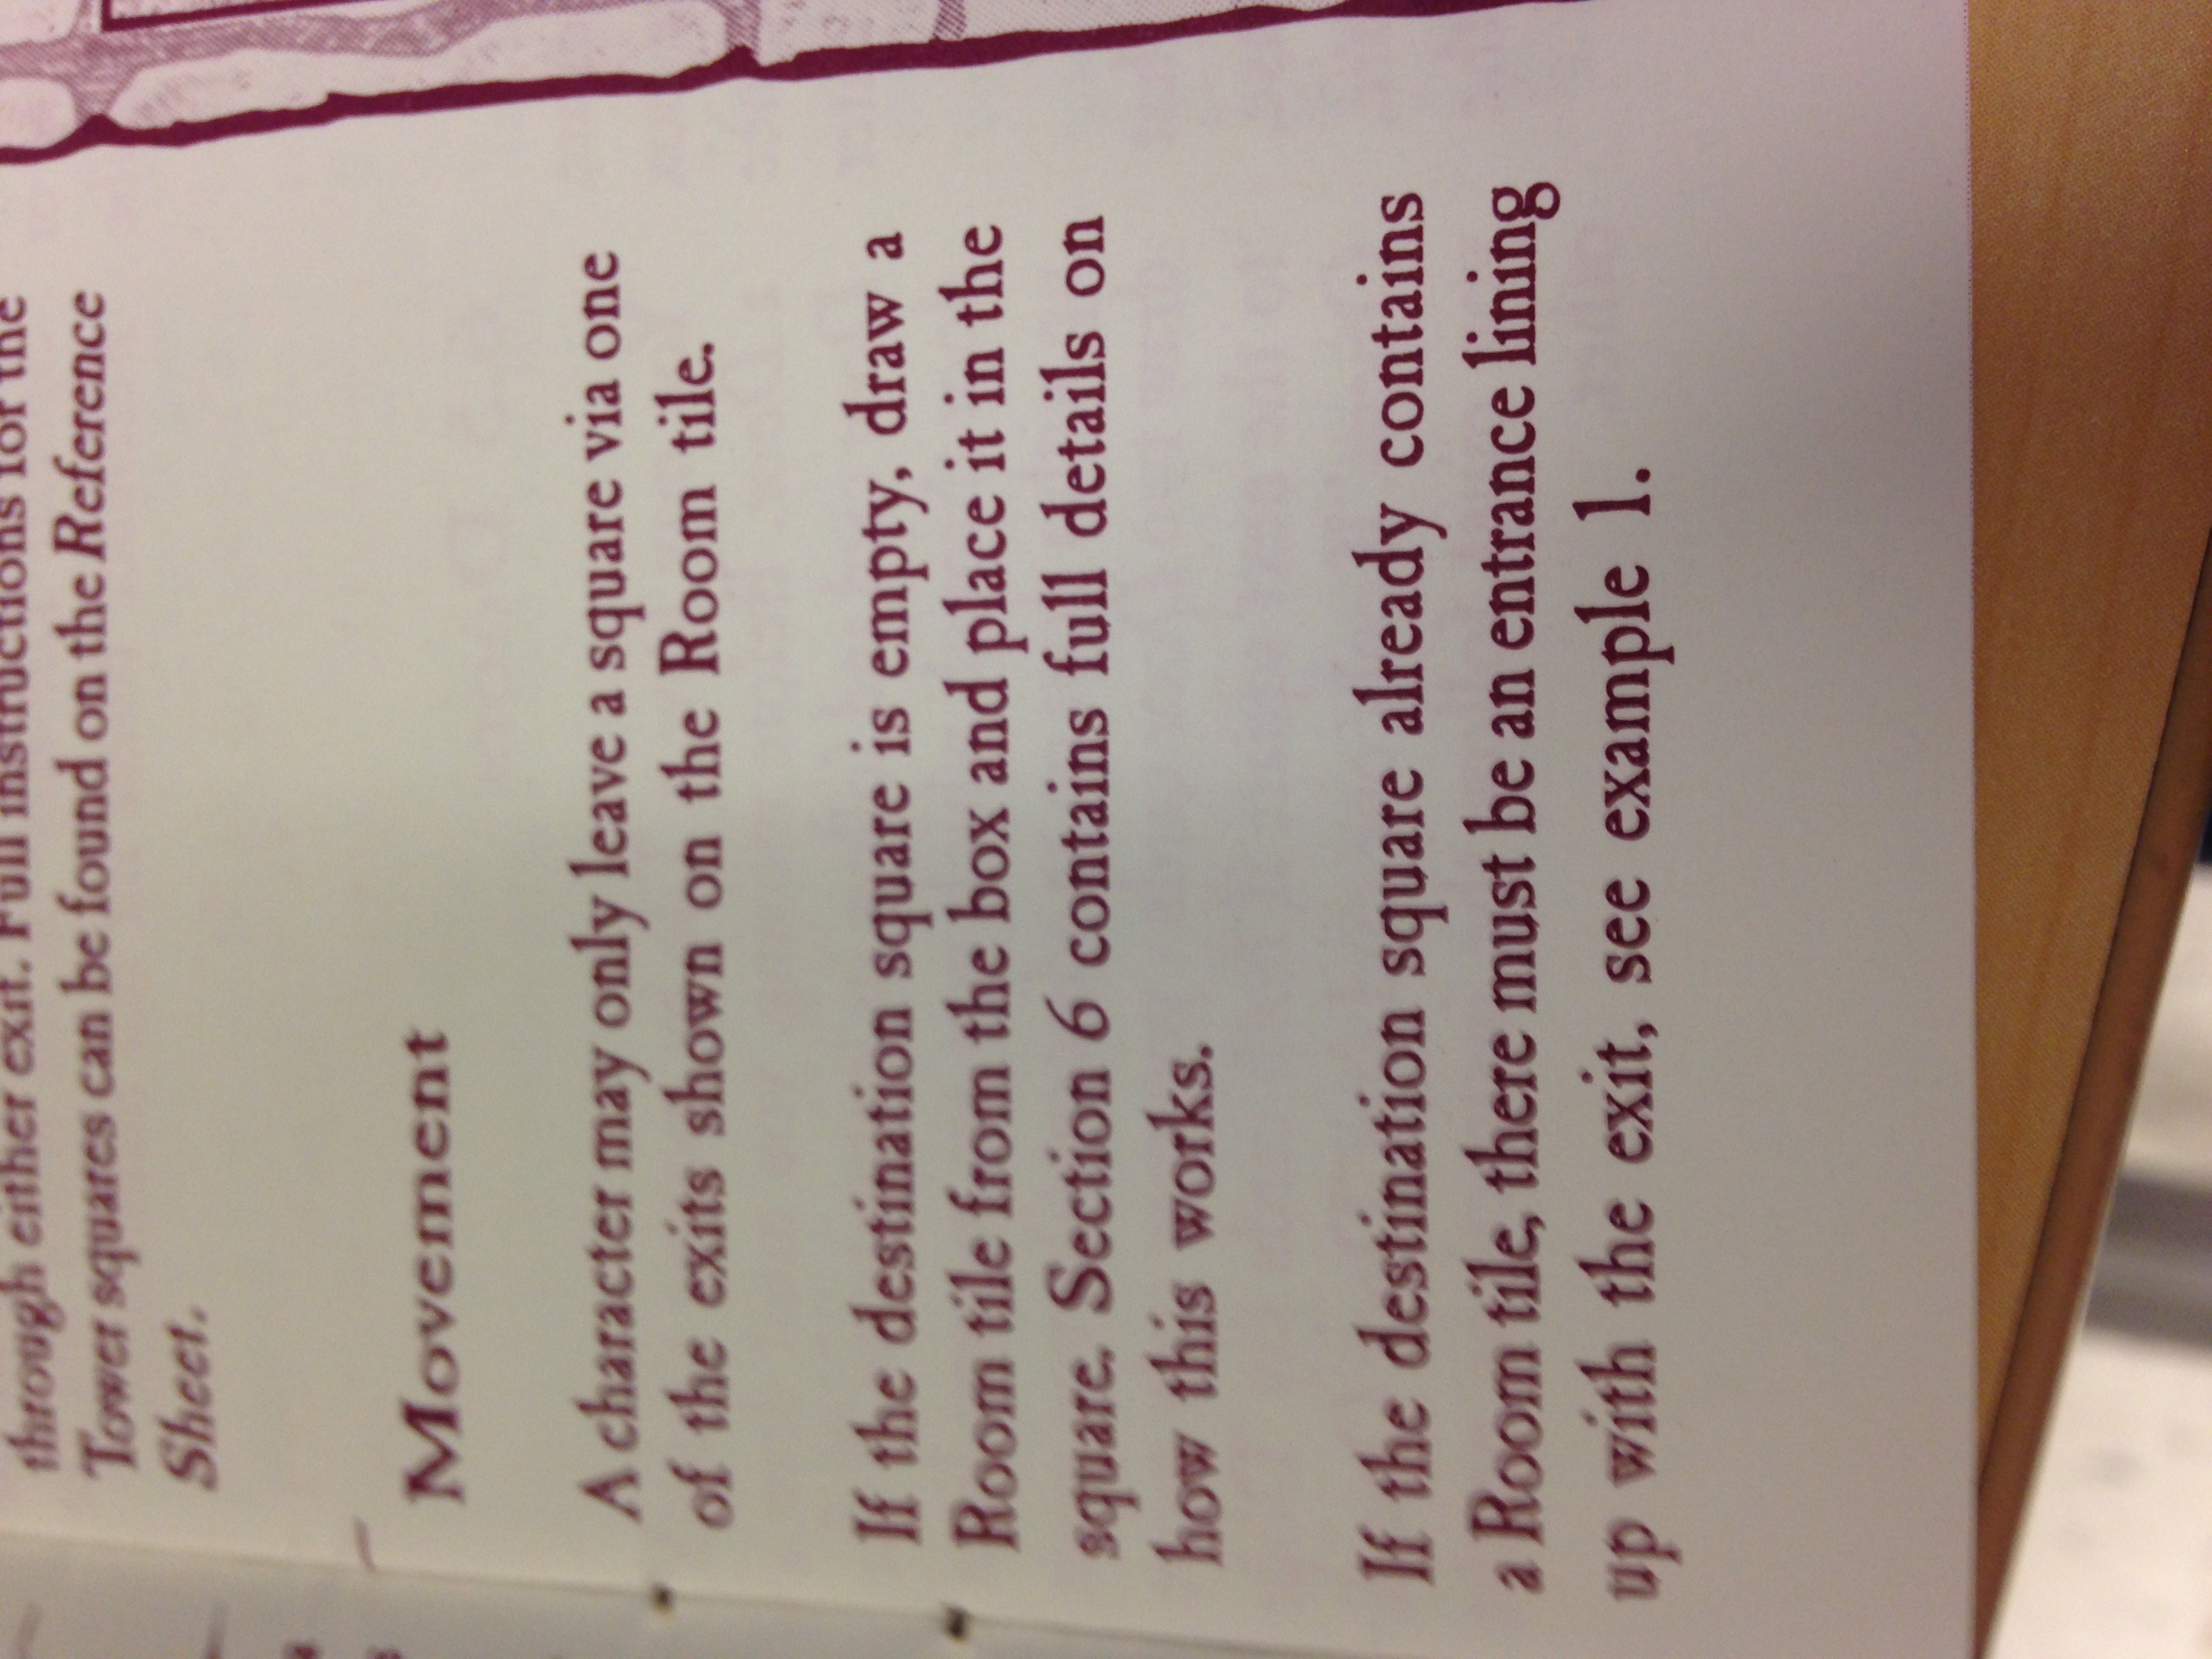 through either exit. Full instructions for the
Tower squares can be found on the Reference
Sheet.
Movement
A character may only leave a square via one
of the exits shown on the Room tile.
If the destination square is empty, draw a
Room tile from the box and place it in the
square. Section 6 contains full details on
how this works.
If the destination square already contains
a Room tile, there must be an entrance lining
up with the exit, see example 1.